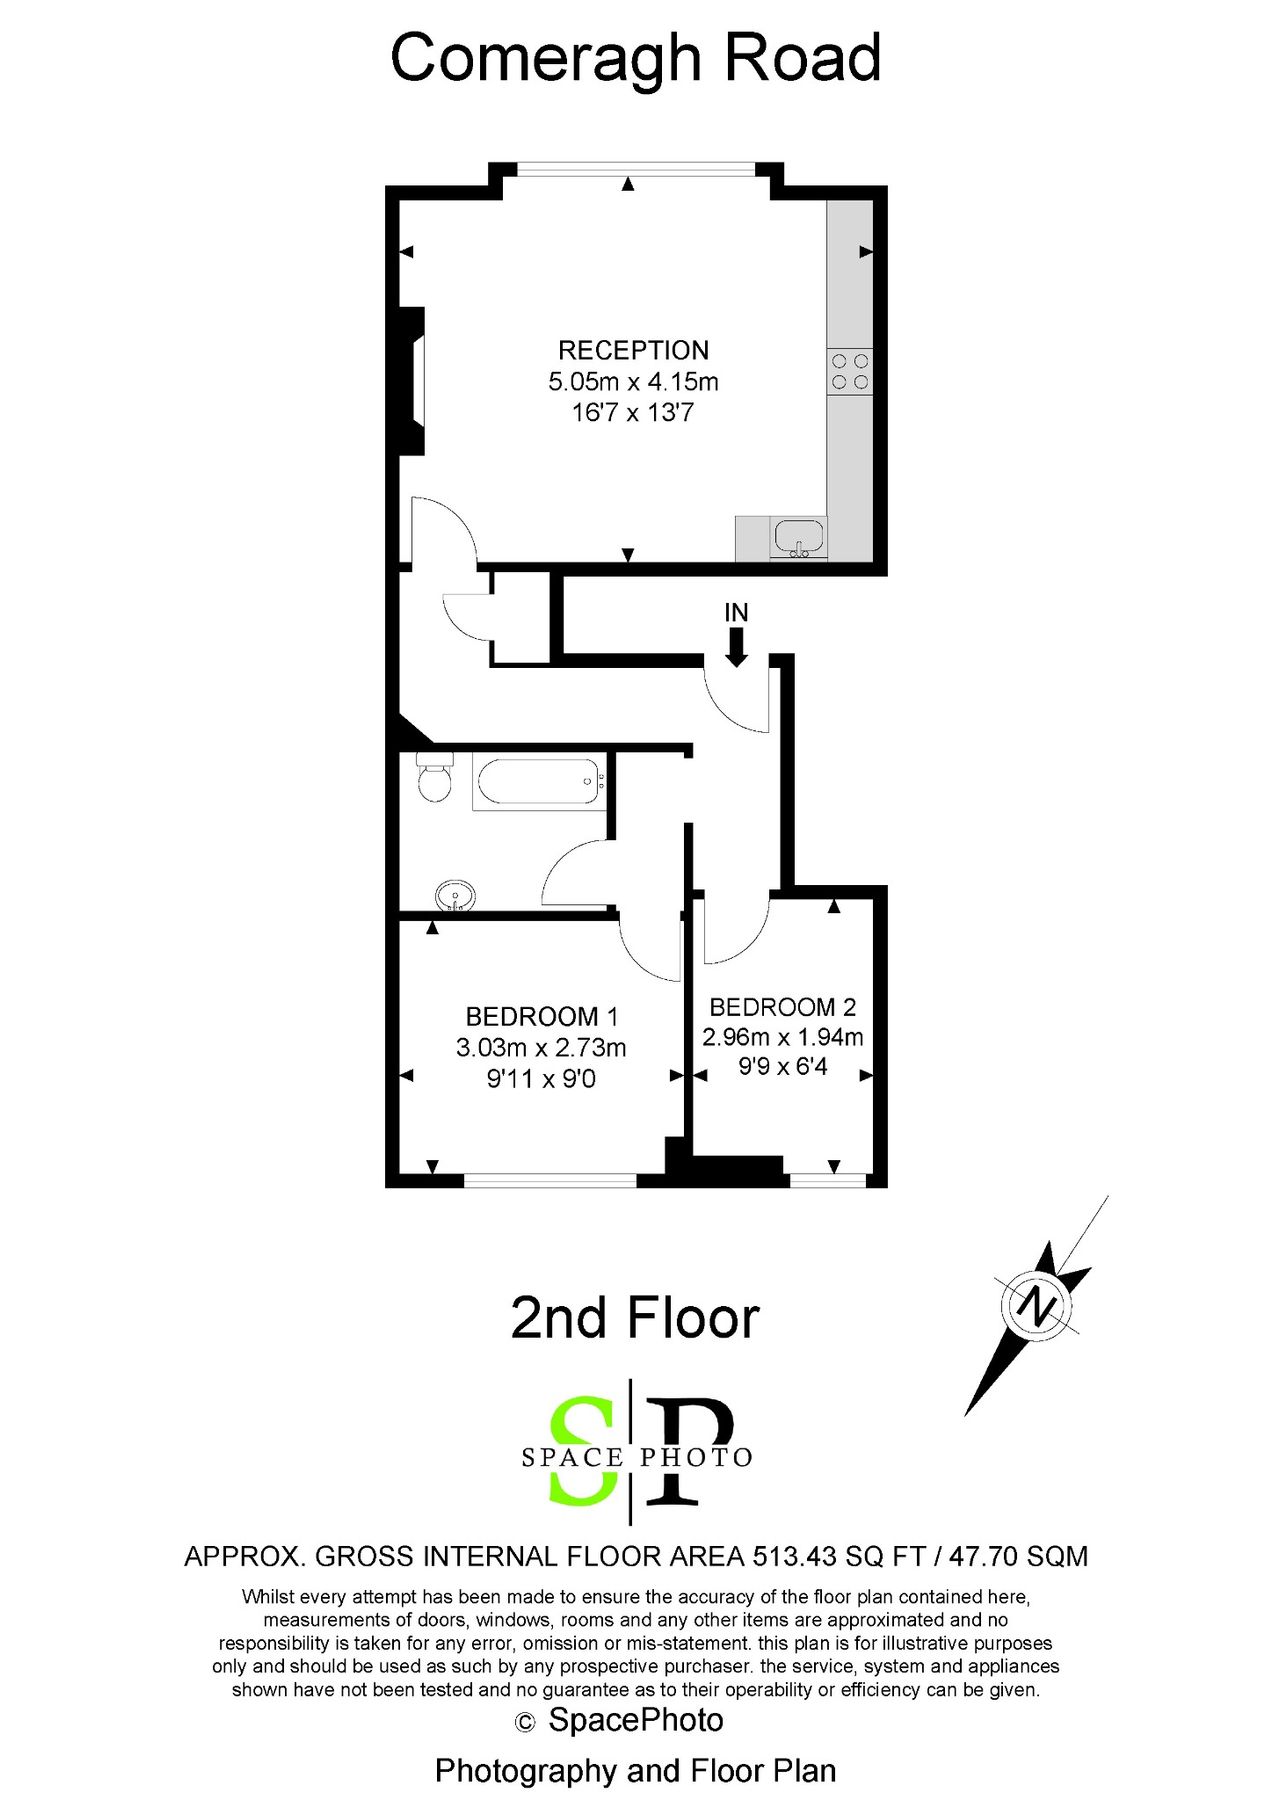 Comeragh Road
RECEPTION
5.05m x 4.15m
16'7 x 13'7
IN
BEDROOM 1
3.03m x 2.73m
9'11 x 9'0
BEDROOM 2
2.96m x 1.94m
9'9 x 6'4
N
2nd Floor
S P
SPACE PHOTO
APPROX. GROSS INTERNAL FLOOR AREA 513.43 SQ FT / 47.70 SQM
Whilst every attempt has been made to ensure the accuracy of the floor plan contained here,
measurements of doors, windows, rooms and any other items are approximated and no
responsibility is taken for any error, omission or mis-statement. this plan is for illustrative purposes
only and should be used as such by any prospective purchaser. the service, system and appliances
shown have not been tested and no guarantee as to their operability or efficiency can be given.
© SpacePhoto
Photography and Floor Plan